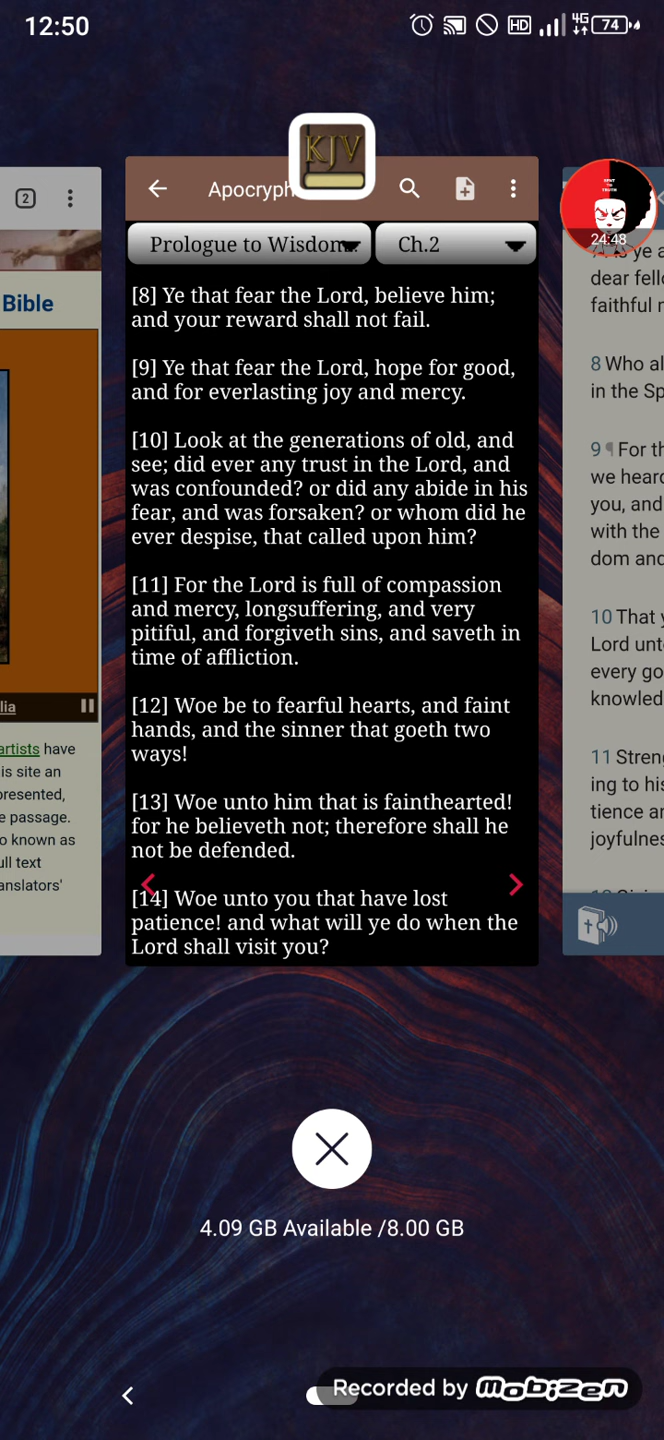 12:50
HD
4G
74
KJV
2
Apocryph
SENT
TO
TRUTH
24:48
Prologue to Wisdom...
Ch.2
Bible
[8] Ye that fear the Lord, believe him;
and your reward shall not fail.
[9] Ye that fear the Lord, hope for good,
and for everlasting joy and mercy.
[10] Look at the generations of old, and
see; did ever any trust in the Lord, and
was confounded? or did any abide in his
fear, and was forsaken? or whom did he
ever despise, that called upon him?
[11] For the Lord is full of compassion
and mercy, longsuffering, and very
pitiful, and forgiveth sins, and saveth in
time of affliction.
[12] Woe be to fearful hearts, and faint
hands, and the sinner that goeth two
ways!
[13] Woe unto him that is fainthearted!
for he believeth not; therefore shall he
not be defended.
[14] Woe unto you that have lost
patience! and what will ye do when the
Lord shall visit you?
lia
artists have
is site an
presented,
e passage.
o known as
ull text
anslators'
ye a
dear fello
faithful m
8 Who al
in the Sp
9 ¶ For th
we heard
you, and
with the
dom and
10 That y
Lord unt
every go
knowled
11 Stren
ing to his
tience an
joyfulnes
4.09 GB Available /8.00 GB
Recorded by mobizen